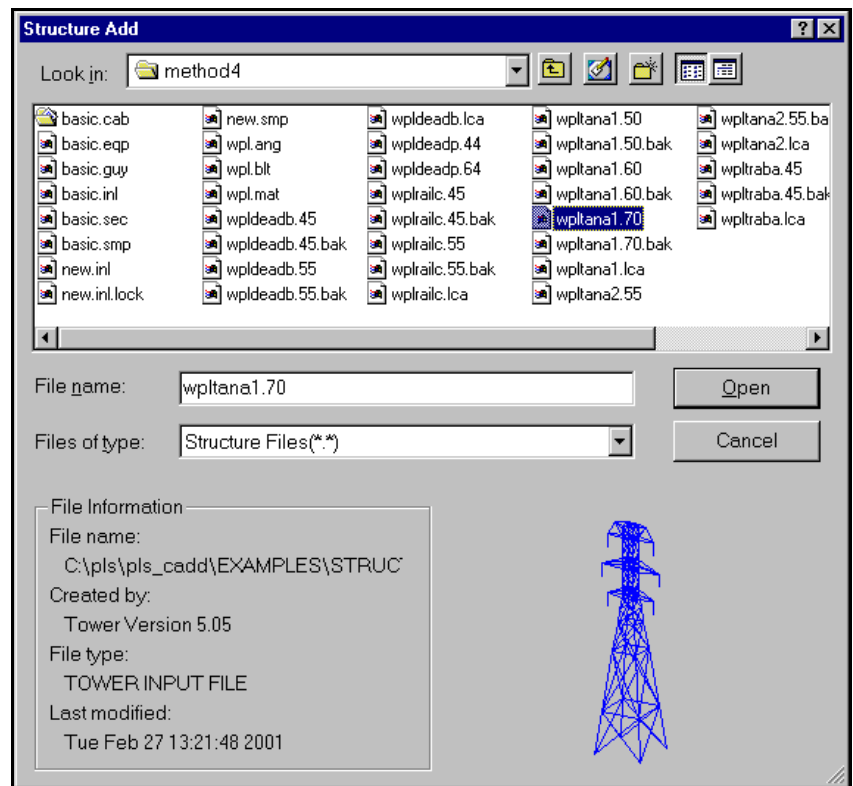 Structure Add
Look in: method4
basic.cab new.smp wpldeadb.lca wpltana1.50 wpltana2.55.ba
basic.eqp wpl.ang wpldeadp.44 wpltana1.50.bak wpltana2.lca
basic.guy wpl.blt wpldeadp.64 wpltana1.60 wpltraba.45
basic.inl wpl.mat wplrailc.45 wpltana1.60.bak wpltraba.45.bak
basic.sec wpldeadb.45 wplrailc.45.bak wpltana1.70 wpltraba.lca
basic.smp wpldeadb.45.bak wplrailc.55 wpltana1.70.bak
new.inl wpldeadb.55 wplrailc.55.bak wpltana1.lca
new.inl.lock wpldeadb.55.bak wplrailc.lca wpltana2.55
File name: wpltana1.70 Open
Files of type: Structure Files(*.*) Cancel
File Information
File name:
C:\pls\pls_cadd\EXAMPLES\STRUC
Created by:
Tower Version 5.05
File type:
TOWER INPUT FILE
Last modified:
Tue Feb 27 13:21:48 2001